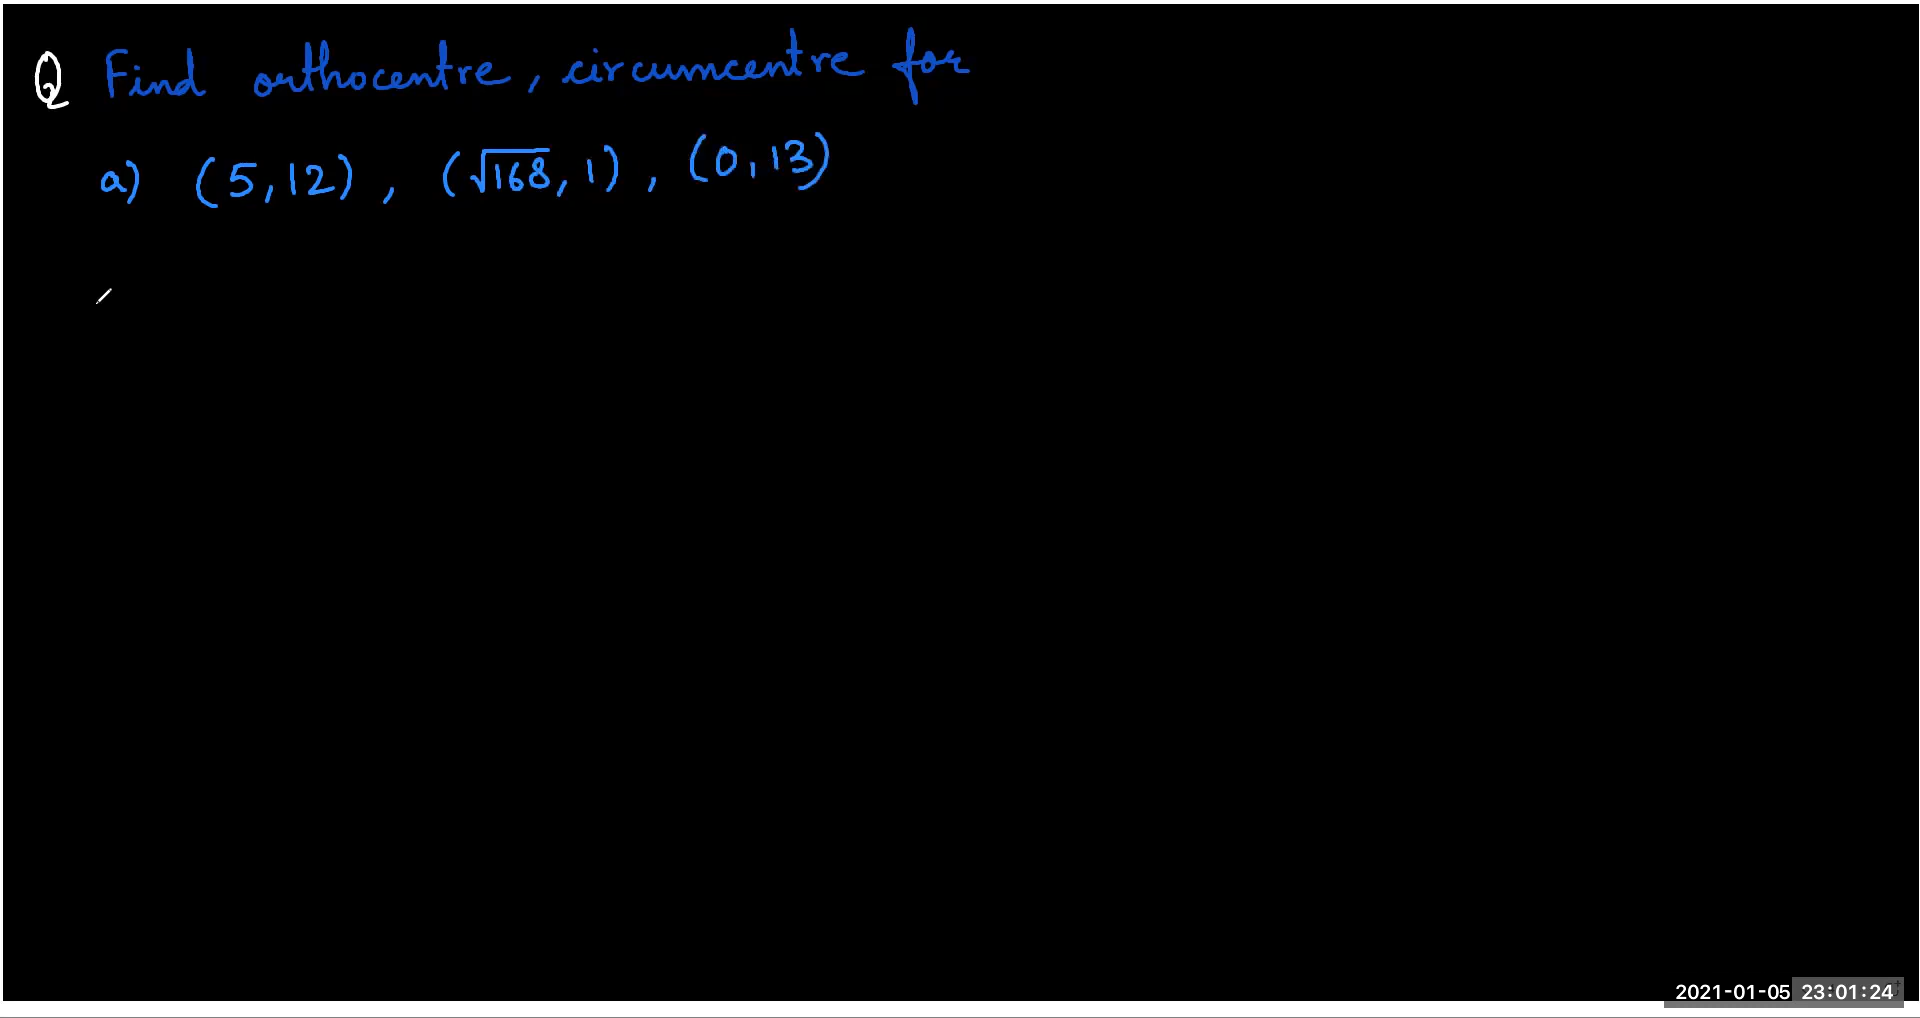 Q Find orthocentre, circumcentre for
a) (5,12), (√168, 1), (0,13)
2021-01-05 23:01:24